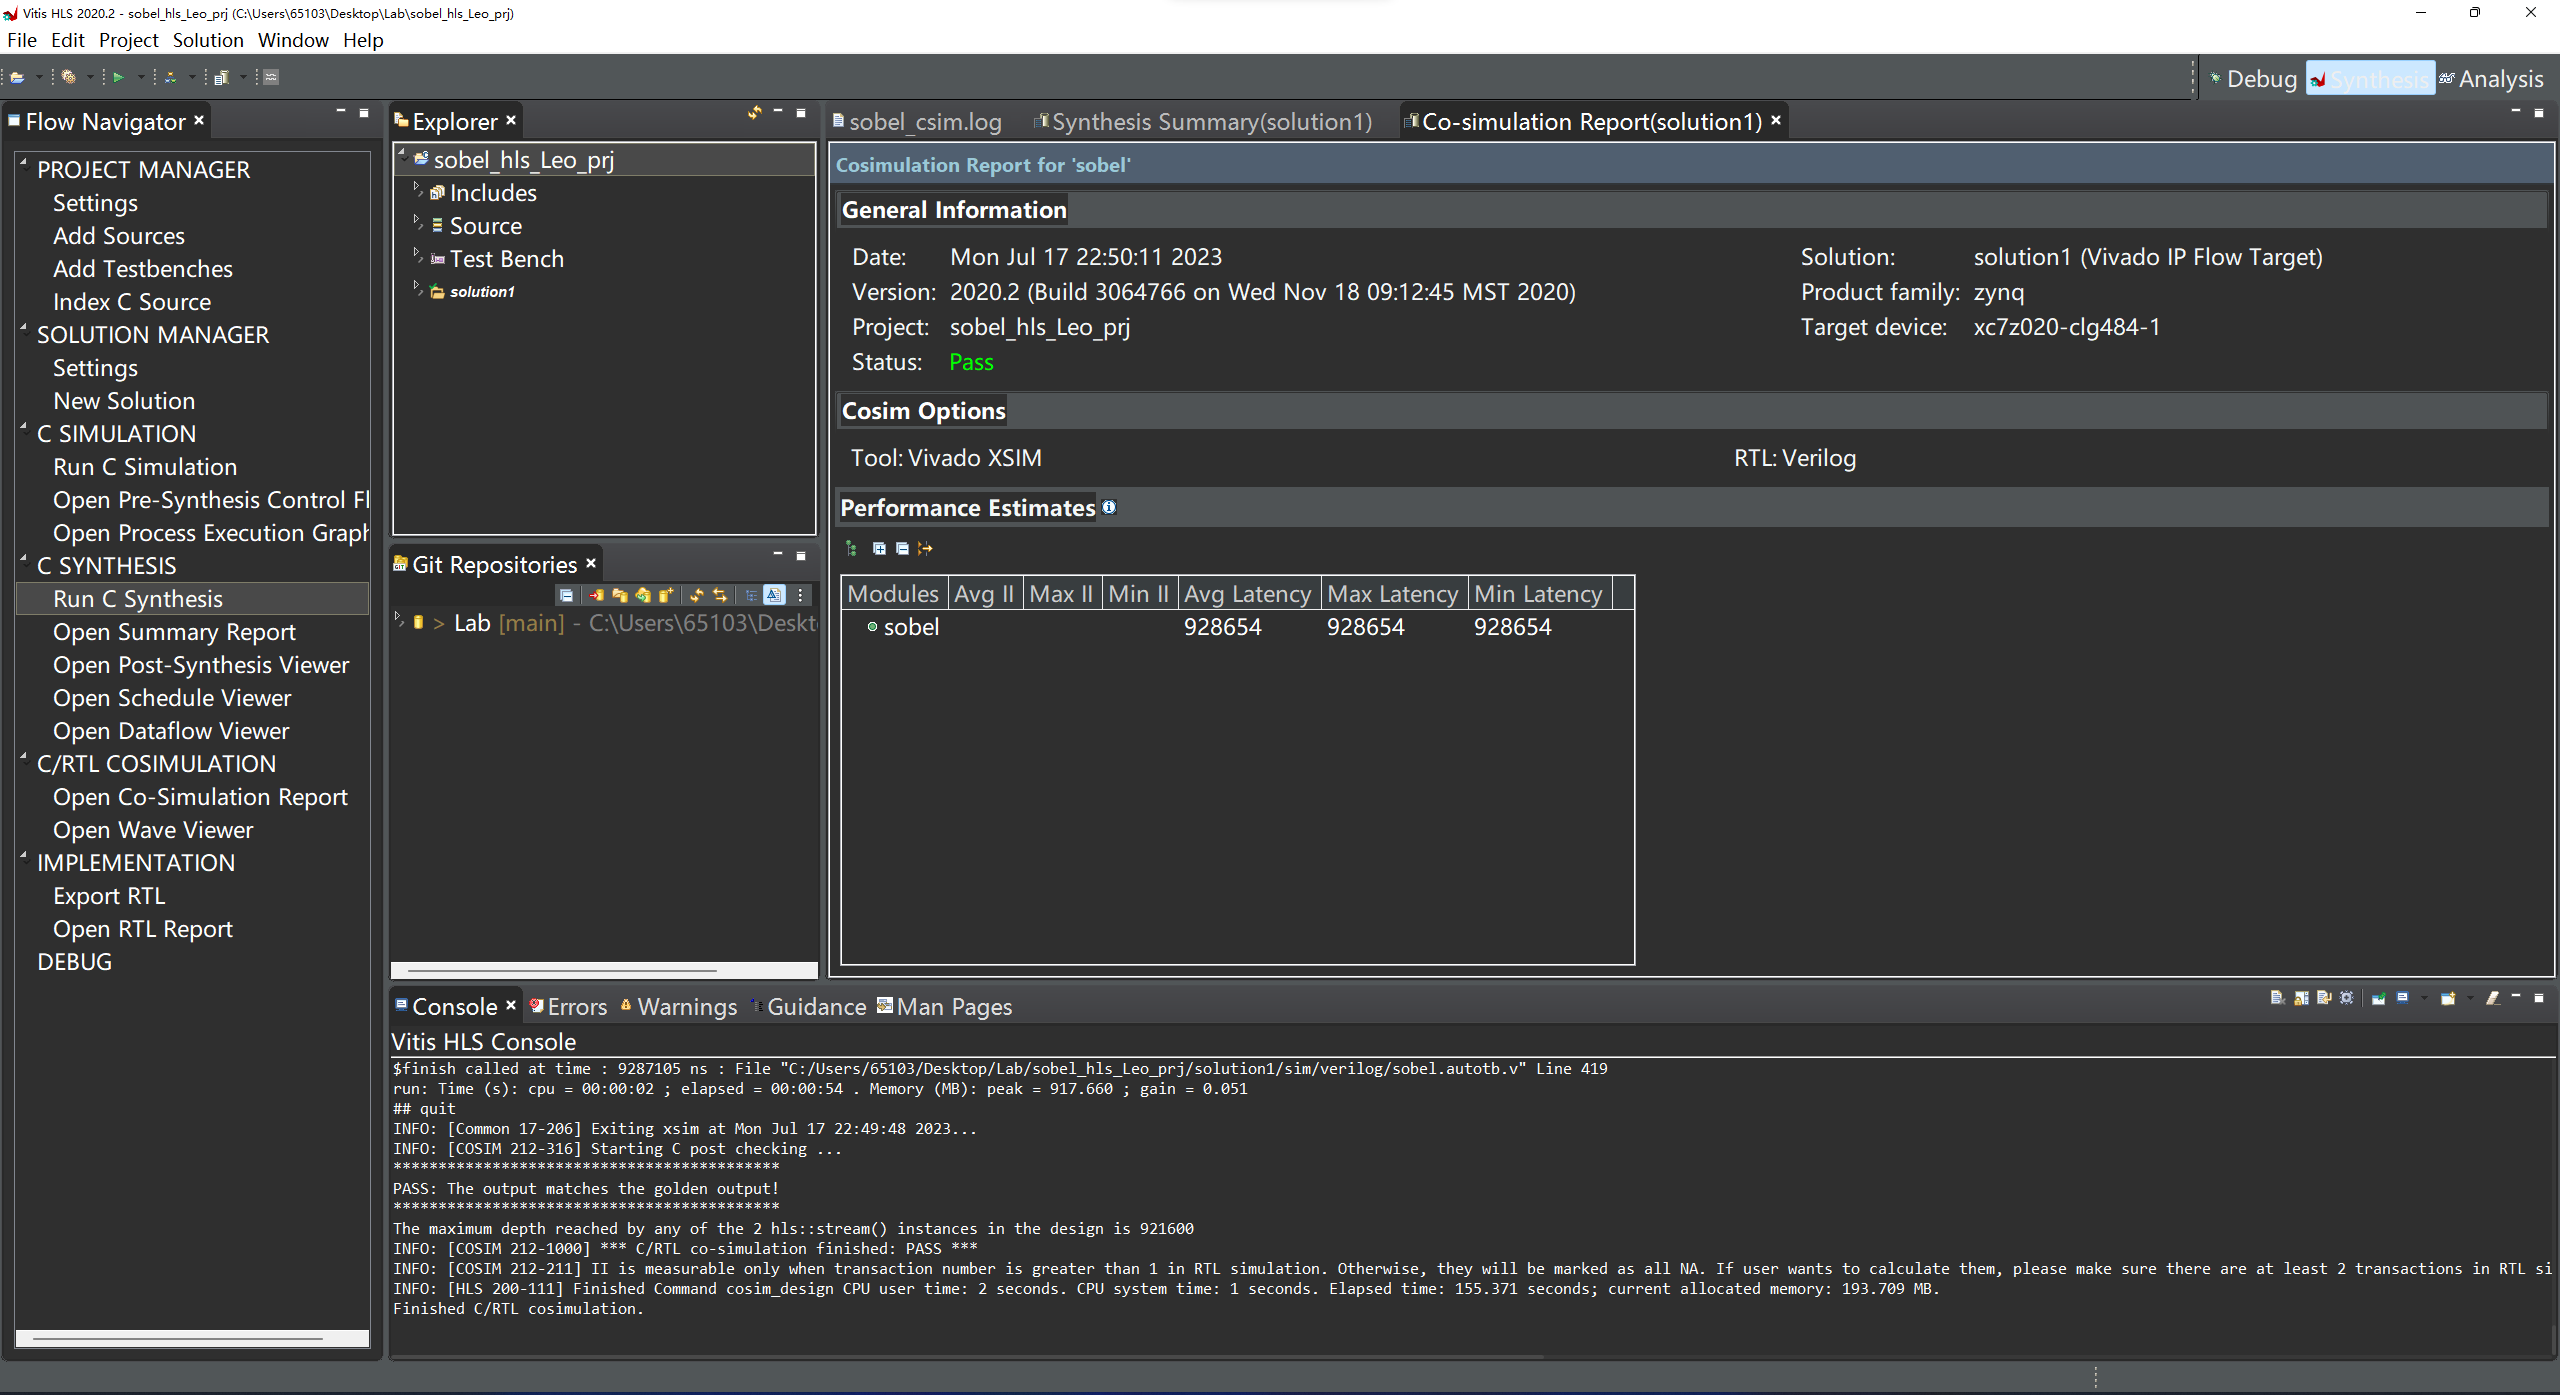 Vitis HLS 2020.2 - sobel_hls_Leo_prj (C:\Users\65103\Desktop\Lab\sobel_hls_Leo_prj)
File Edit Project Solution Window Help
Debug Synthesis Analysis
Flow Navigator
PROJECT MANAGER
Settings
Add Sources
Add Testbenches
Index C Source
SOLUTION MANAGER
Settings
New Solution
C SIMULATION
Run C Simulation
Open Pre-Synthesis Control Fl
Open Process Execution Graph
C SYNTHESIS
Run C Synthesis
Open Summary Report
Open Post-Synthesis Viewer
Open Schedule Viewer
Open Dataflow Viewer
C/RTL COSIMULATION
Open Co-Simulation Report
Open Wave Viewer
IMPLEMENTATION
Export RTL
Open RTL Report
DEBUG
Explorer
sobel_hls_Leo_prj
Includes
Source
Test Bench
solution1
Git Repositories
> Lab [main] - C:\Users\65103\Deskt
sobel_csim.log Synthesis Summary(solution1) Co-simulation Report(solution1)
Cosimulation Report for 'sobel'
General Information
Date: Mon Jul 17 22:50:11 2023
Version: 2020.2 (Build 3064766 on Wed Nov 18 09:12:45 MST 2020)
Project: sobel_hls_Leo_prj
Status: Pass
Solution: solution1 (Vivado IP Flow Target)
Product family: zynq
Target device: xc7z020-clg484-1
Cosim Options
Tool: Vivado XSIM RTL: Verilog
Performance Estimates
Modules Avg II Max II Min II Avg Latency Max Latency Min Latency
sobel 928654 928654 928654
Console Errors Warnings Guidance Man Pages
Vitis HLS Console
$finish called at time : 9287105 ns : File "C:/Users/65103/Desktop/Lab/sobel_hls_Leo_prj/solution1/sim/verilog/sobel.autotb.v" Line 419
run: Time (s): cpu = 00:00:02 ; elapsed = 00:00:54 . Memory (MB): peak = 917.660 ; gain = 0.051
## quit
INFO: [Common 17-206] Exiting xsim at Mon Jul 17 22:49:48 2023...
INFO: [COSIM 212-316] Starting C post checking ...
*******************************************
PASS: The output matches the golden output!
*******************************************
The maximum depth reached by any of the 2 hls::stream() instances in the design is 921600
INFO: [COSIM 212-1000] *** C/RTL co-simulation finished: PASS ***
INFO: [COSIM 212-211] II is measurable only when transaction number is greater than 1 in RTL simulation. Otherwise, they will be marked as all NA. If user wants to calculate them, please make sure there are at least 2 transactions in RTL si
INFO: [HLS 200-111] Finished Command cosim_design CPU user time: 2 seconds. CPU system time: 1 seconds. Elapsed time: 155.371 seconds; current allocated memory: 193.709 MB.
Finished C/RTL cosimulation.